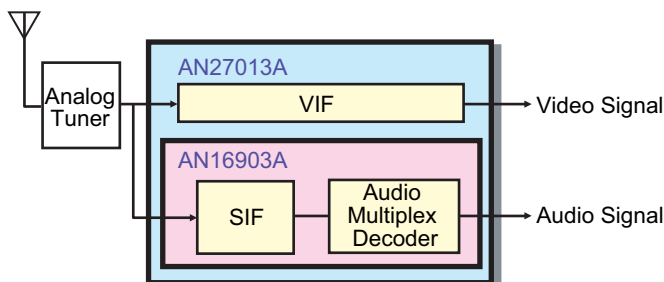 AN27013A
Analog
Tuner
VIF
Video Signal
AN16903A
SIF
Audio
Multiplex
Decoder
Audio Signal